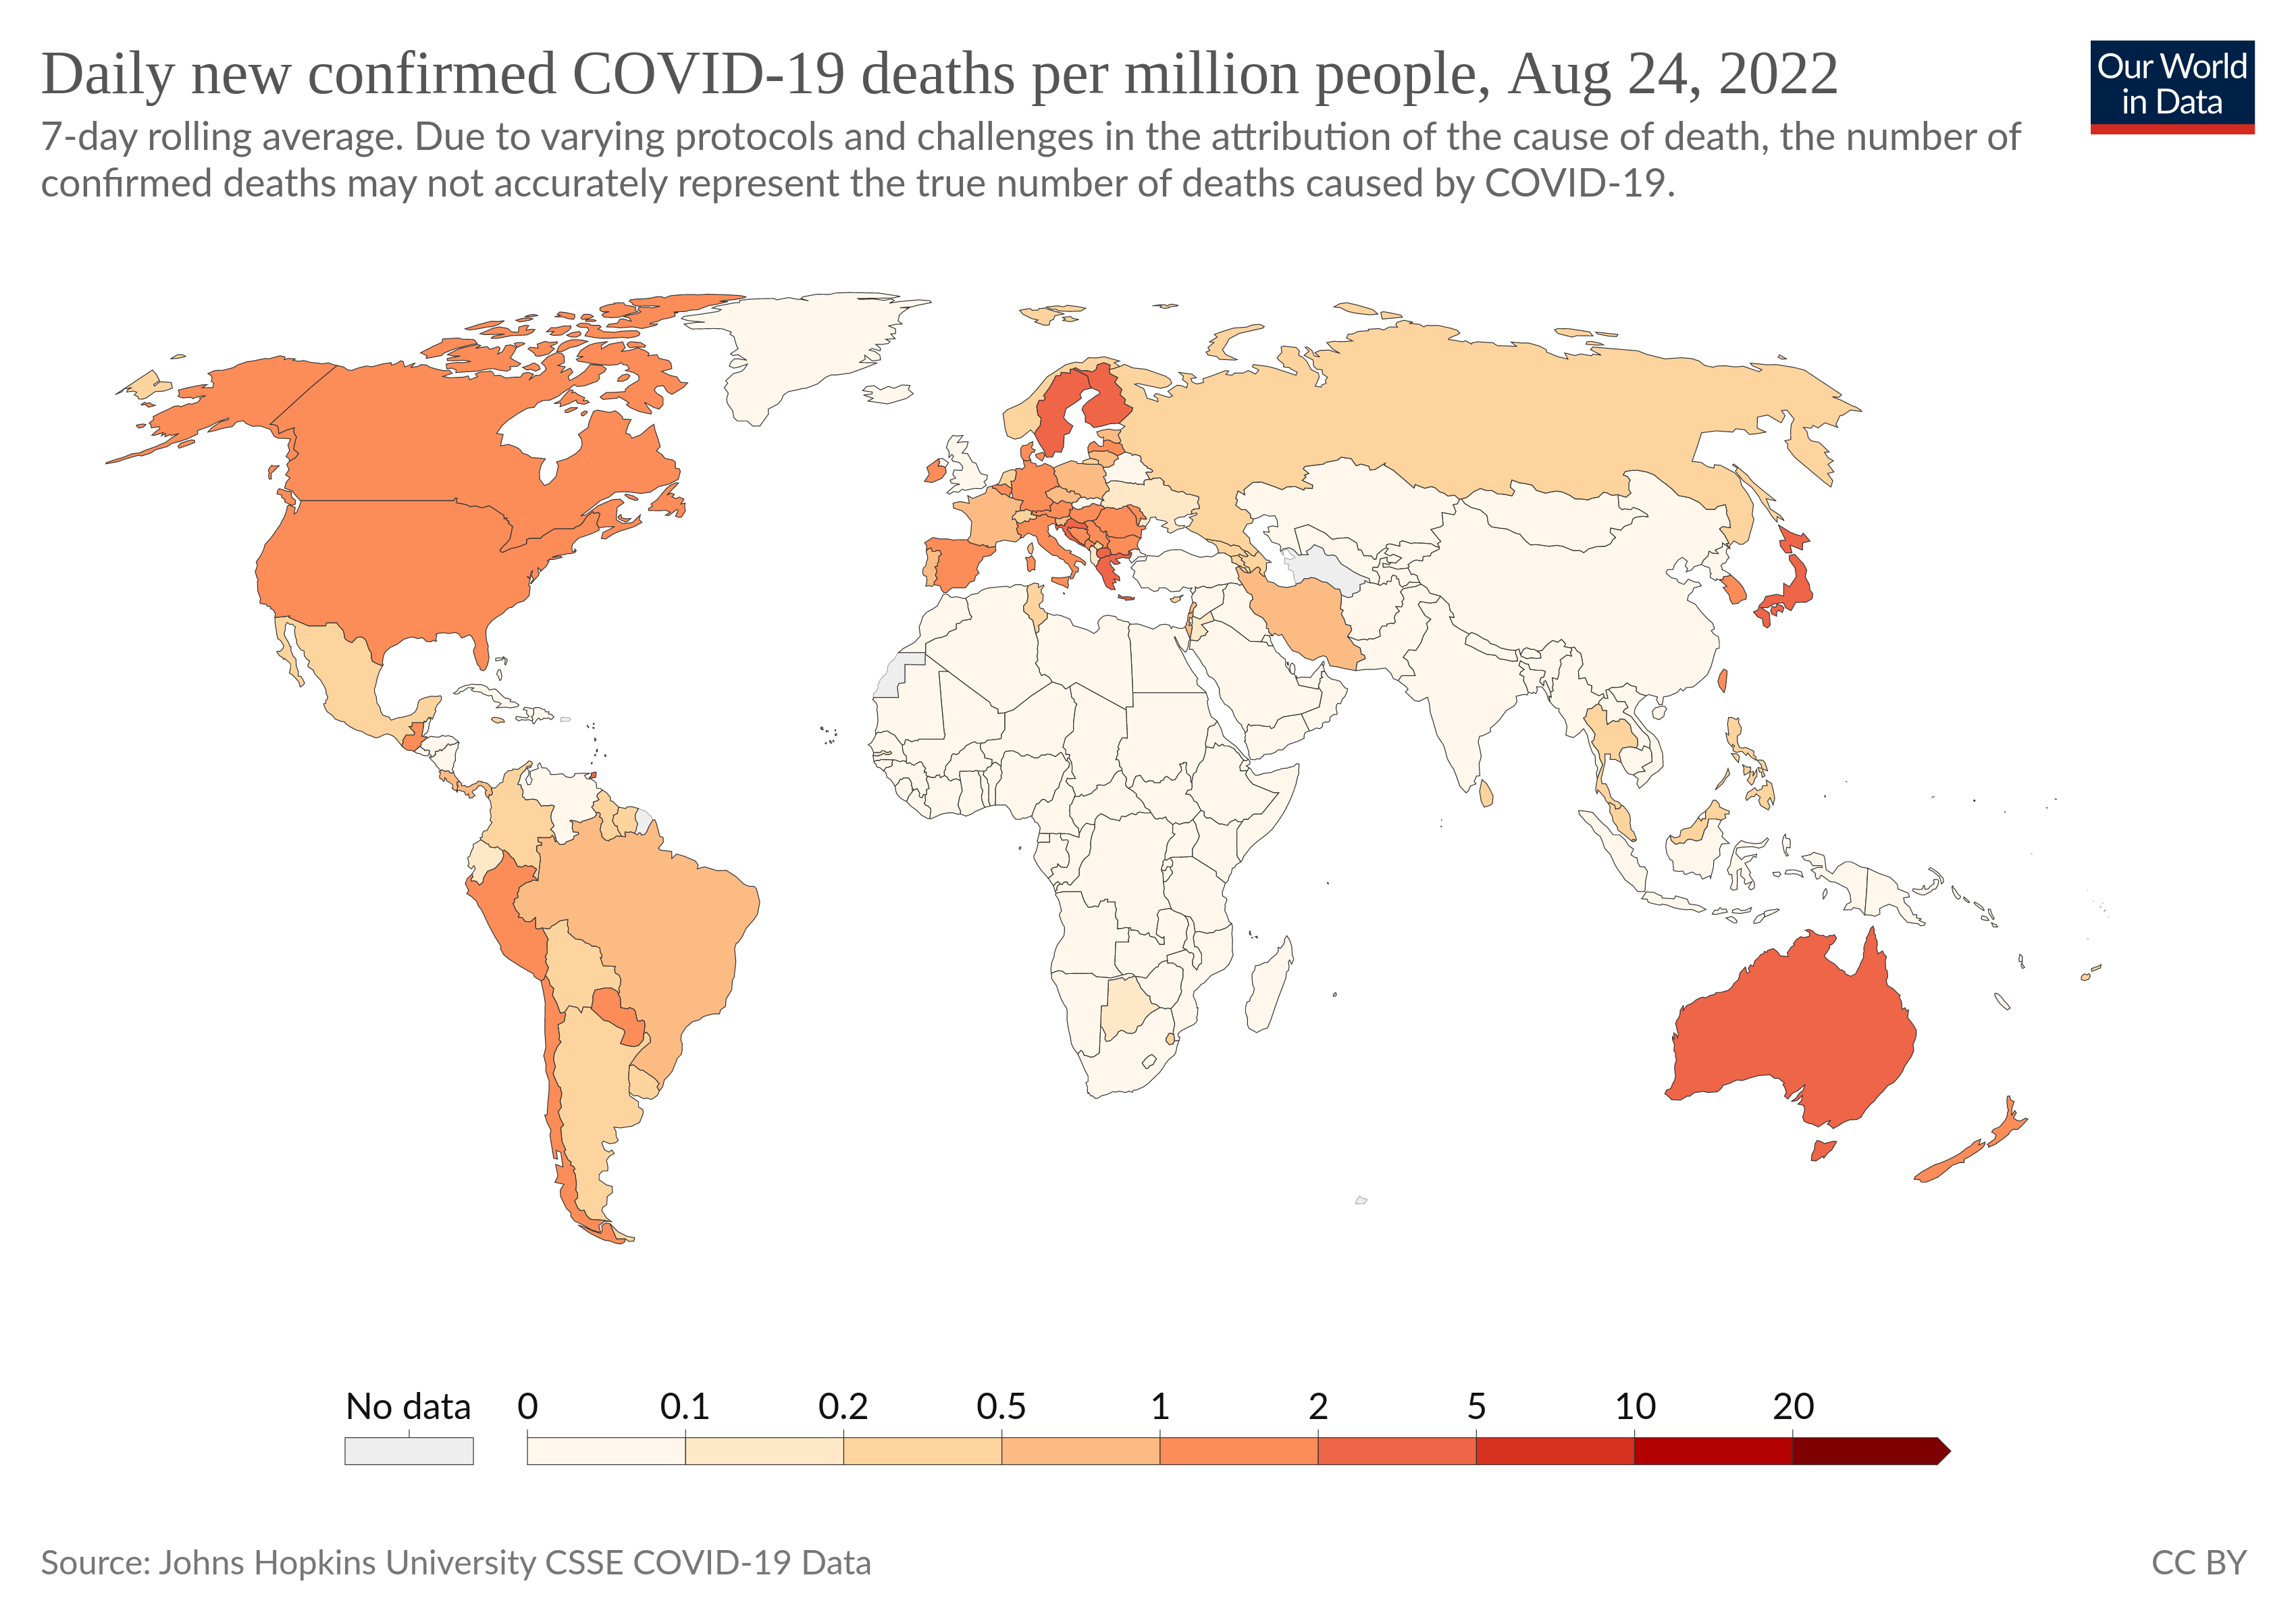 Daily new confirmed COVID-19 deaths per million people, Aug 24, 2022
Our World
in Data
7-day rolling average. Due to varying protocols and challenges in the attribution of the cause of death, the number of
confirmed deaths may not accurately represent the true number of deaths caused by COVID-19.
No data 0 0.1 0.2 0.5 1 2 5 10 20
Source: Johns Hopkins University CSSE COVID-19 Data
CC BY